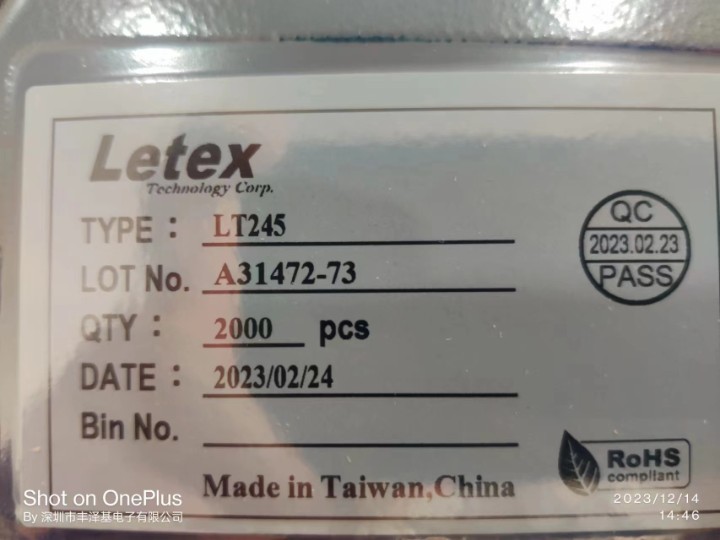 Letex
Technology Corp.
TYPE： LT245
LOT No. A31472-73
QTY： 2000 pcs
DATE： 2023/02/24
Bin No.
Made in Taiwan,China
QC
2023.02.23
PASS
RoHS
compliant
Shot on OnePlus
By 深圳市丰泽基电子有限公司
2023/12/14
14:46